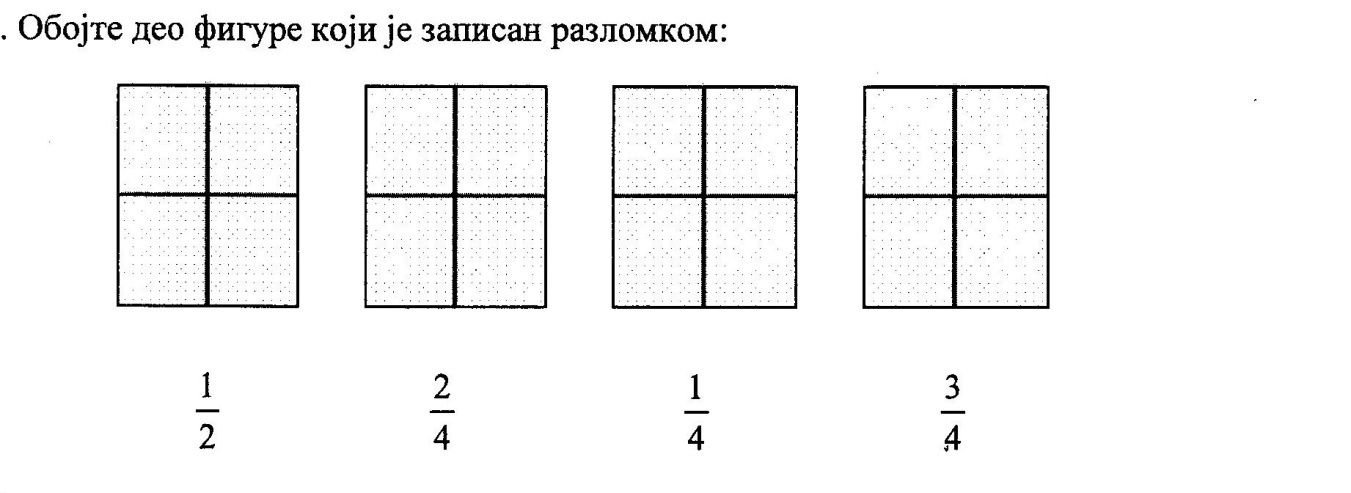 . Обојте део фигуре који је записан разломком:
1/2 2/4 1/4 3/4